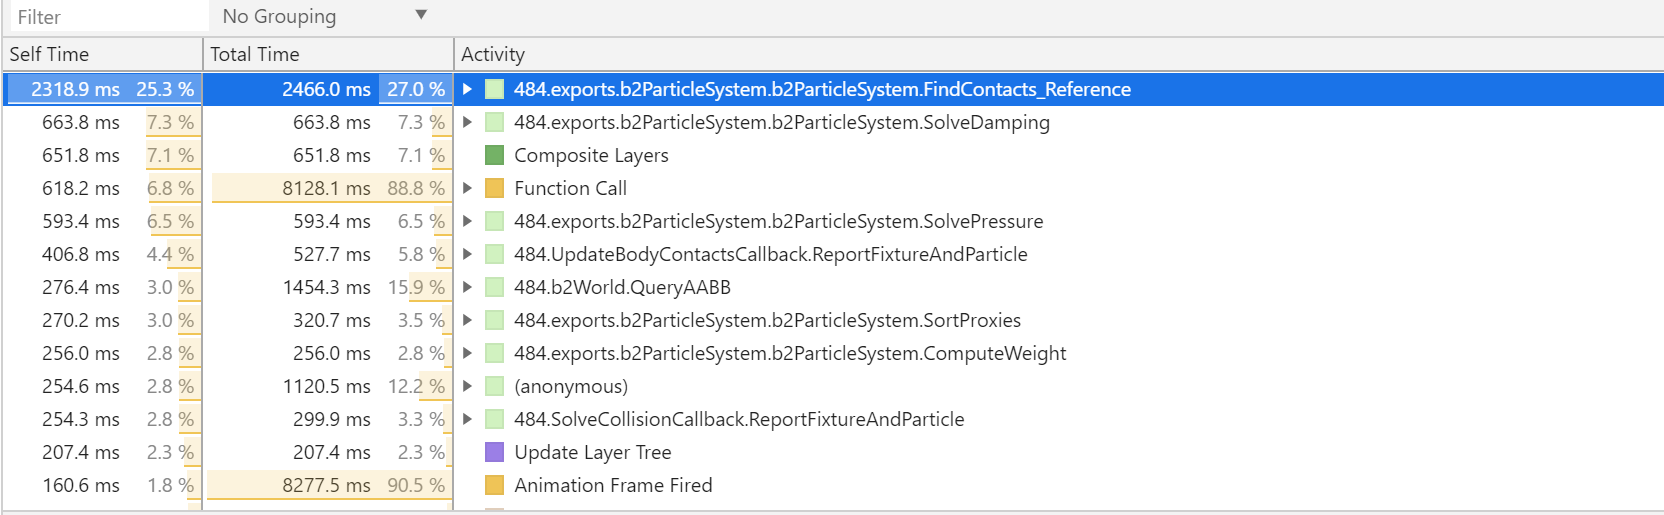 Filter No Grouping ▼
Self Time Total Time Activity
2318.9 ms 25.3 % 2466.0 ms 27.0 % 484.exports.b2ParticleSystem.b2ParticleSystem.FindContacts_Reference
663.8 ms 7.3 % 663.8 ms 7.3 % 484.exports.b2ParticleSystem.b2ParticleSystem.SolveDamping
651.8 ms 7.1 % 651.8 ms 7.1 % Composite Layers
618.2 ms 6.8 % 8128.1 ms 88.8 % Function Call
593.4 ms 6.5 % 593.4 ms 6.5 % 484.exports.b2ParticleSystem.b2ParticleSystem.SolvePressure
406.8 ms 4.4 % 527.7 ms 5.8 % 484.UpdateBodyContactsCallback.ReportFixtureAndParticle
276.4 ms 3.0 % 1454.3 ms 15.9 % 484.b2World.QueryAABB
270.2 ms 3.0 % 320.7 ms 3.5 % 484.exports.b2ParticleSystem.b2ParticleSystem.SortProxies
256.0 ms 2.8 % 256.0 ms 2.8 % 484.exports.b2ParticleSystem.b2ParticleSystem.ComputeWeight
254.6 ms 2.8 % 1120.5 ms 12.2 % (anonymous)
254.3 ms 2.8 % 299.9 ms 3.3 % 484.SolveCollisionCallback.ReportFixtureAndParticle
207.4 ms 2.3 % 207.4 ms 2.3 % Update Layer Tree
160.6 ms 1.8 % 8277.5 ms 90.5 % Animation Frame Fired